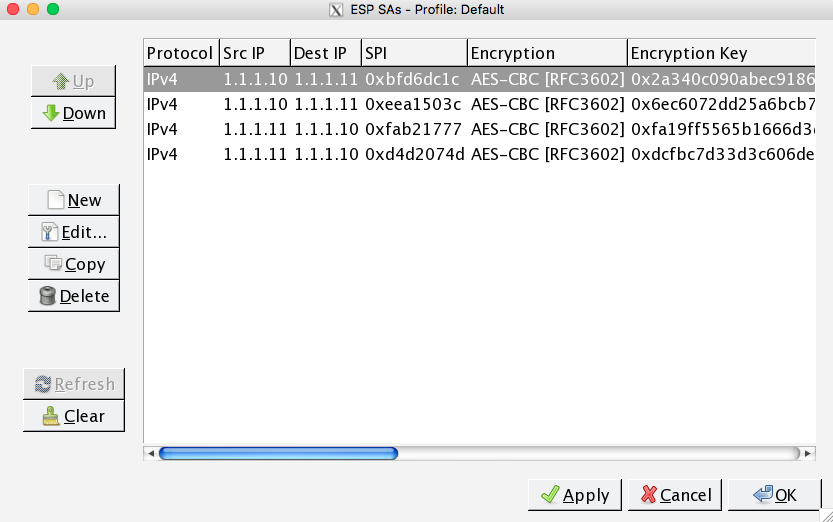 ESP SAs - Profile: Default
Protocol Src IP Dest IP SPI Encryption Encryption Key
IPv4 1.1.1.10 1.1.1.11 0xbfd6dc1c AES-CBC [RFC3602] 0x2a340c090abec9186
IPv4 1.1.1.10 1.1.1.11 0xeea1503c AES-CBC [RFC3602] 0x6ec6072dd25a6bcb7
IPv4 1.1.1.11 1.1.1.10 0xfab21777 AES-CBC [RFC3602] 0xfa19ff5565b1666d3
IPv4 1.1.1.11 1.1.1.10 0xd4d2074d AES-CBC [RFC3602] 0xdcfbc7d33d3c606de
Up
Down
New
Edit...
Copy
Delete
Refresh
Clear
Apply Cancel OK